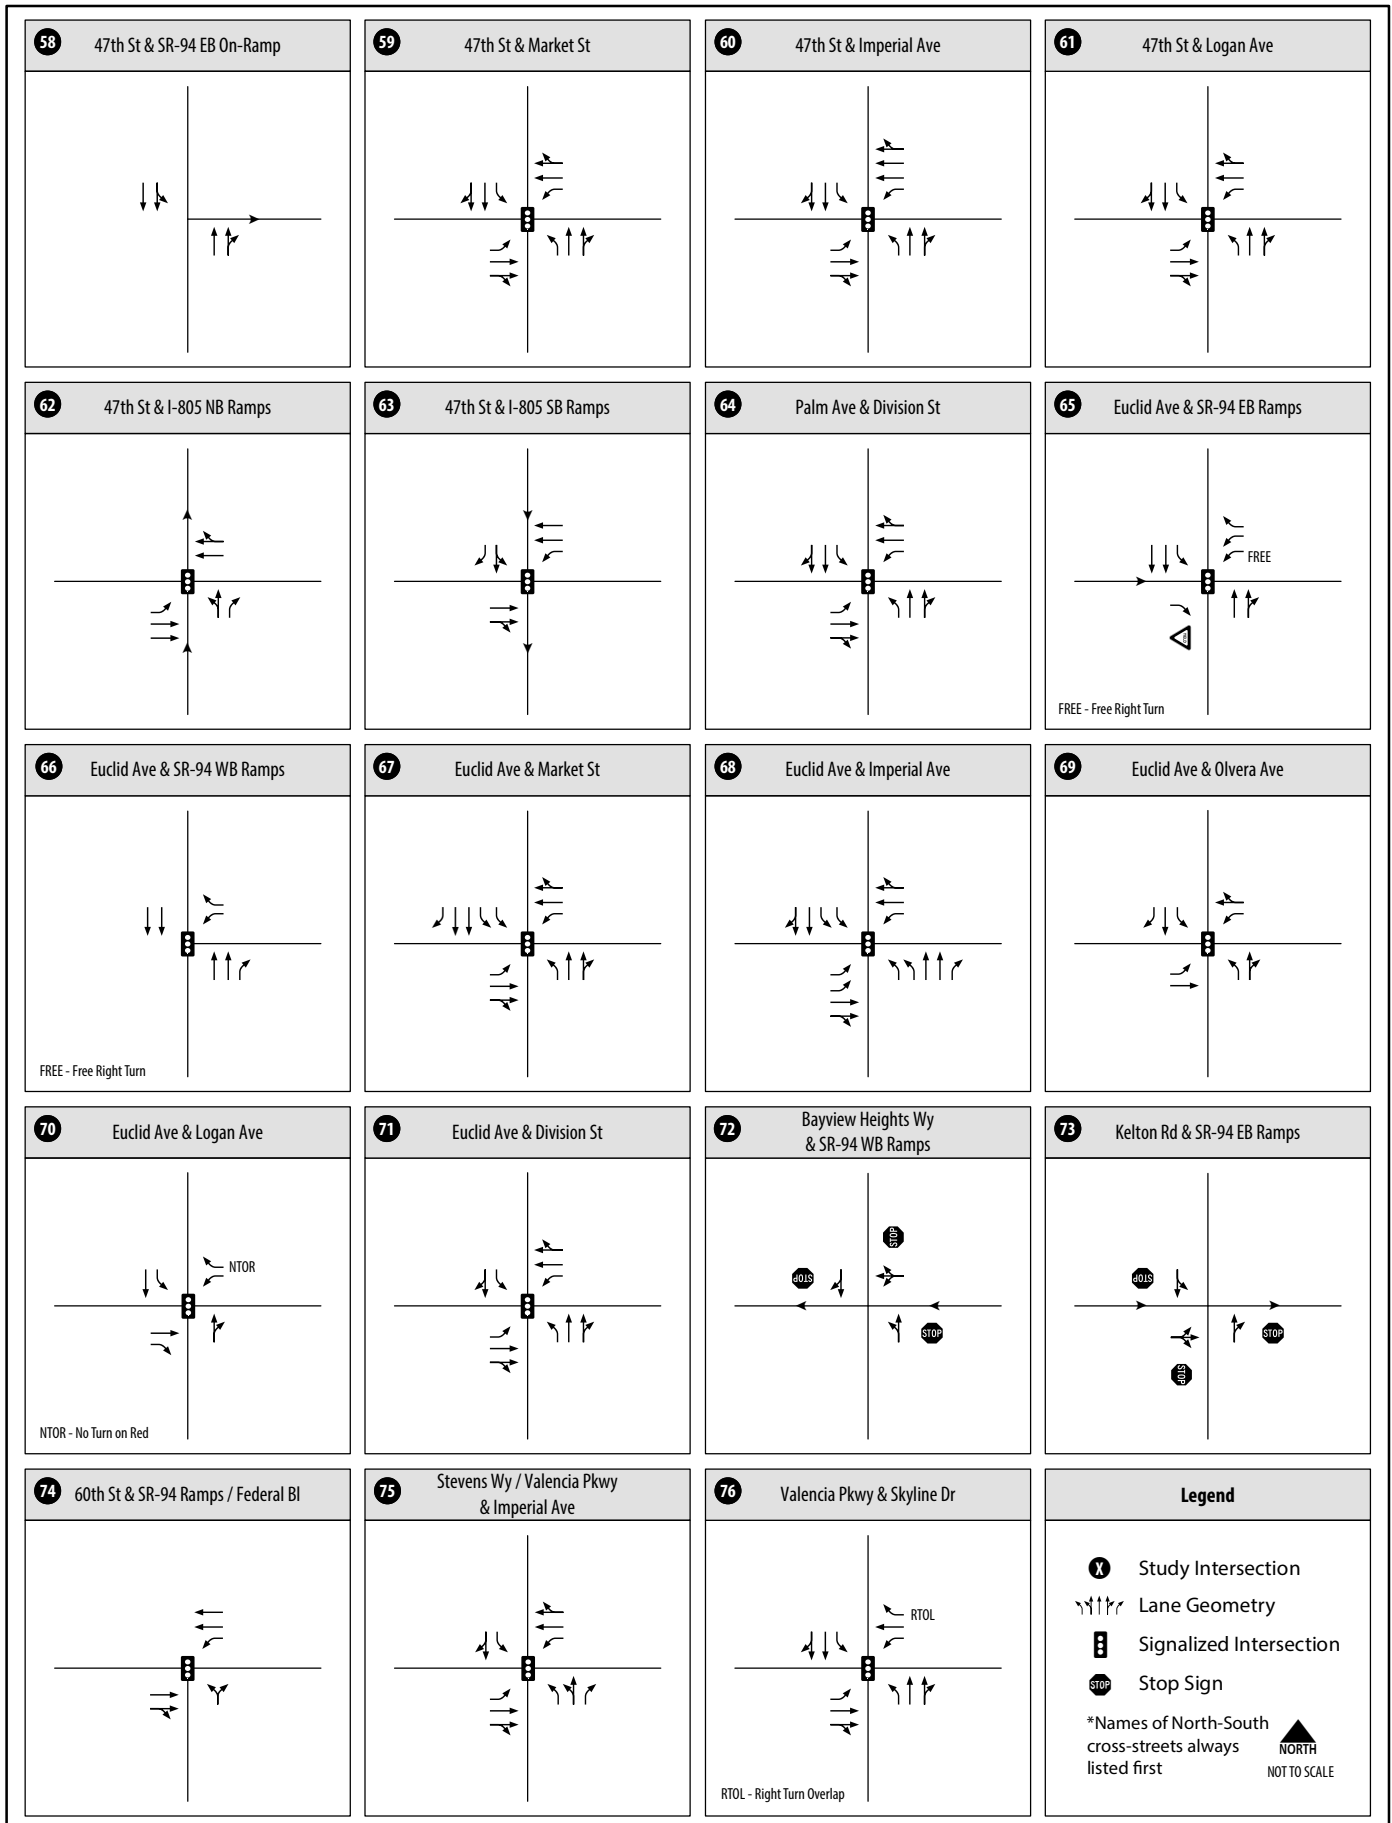 58 47th St & SR-94 EB On-Ramp
59 47th St & Market St
60 47th St & Imperial Ave
61 47th St & Logan Ave
62 47th St & I-805 NB Ramps
63 47th St & I-805 SB Ramps
64 Palm Ave & Division St
65 Euclid Ave & SR-94 EB Ramps
FREE
FREE - Free Right Turn
66 Euclid Ave & SR-94 WB Ramps
FREE - Free Right Turn
67 Euclid Ave & Market St
68 Euclid Ave & Imperial Ave
69 Euclid Ave & Olvera Ave
70 Euclid Ave & Logan Ave
NTOR
NTOR - No Turn on Red
71 Euclid Ave & Division St
72 Bayview Heights Wy
& SR-94 WB Ramps
STOP
STOP
STOP
73 Kelton Rd & SR-94 EB Ramps
STOP
STOP
STOP
74 60th St & SR-94 Ramps / Federal Bl
75 Stevens Wy / Valencia Pkwy
& Imperial Ave
76 Valencia Pkwy & Skyline Dr
RTOL
RTOL - Right Turn Overlap
Legend
X Study Intersection
Lane Geometry
Signalized Intersection
STOP Stop Sign
*Names of North-South
cross-streets always
listed first
NORTH
NOT TO SCALE